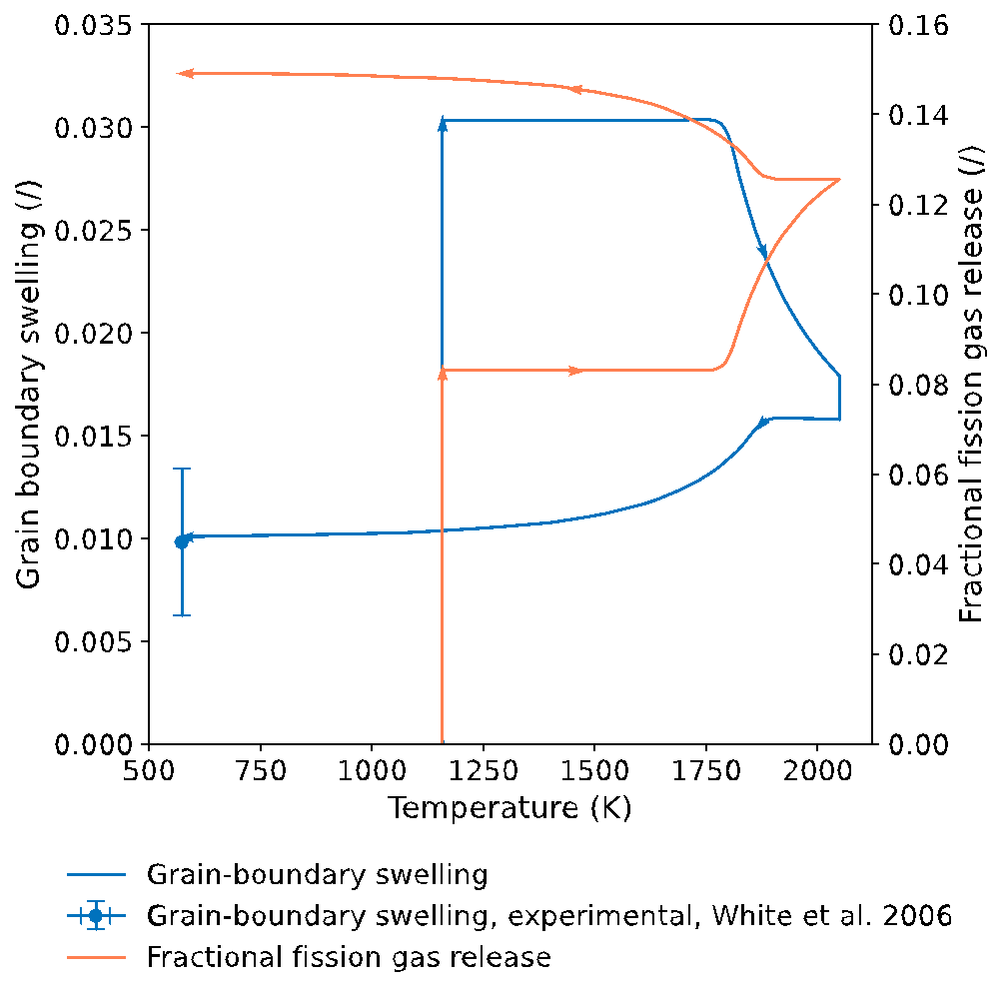 0.035
0.030
0.025
0.020
0.015
0.010
0.005
0.000
Grain boundary swelling (/)
0.16
0.14
0.12
0.10
0.08
0.06
0.04
0.02
0.00
Fractional fission gas release (/)
500 750 1000 1250 1500 1750 2000
Temperature (K)
Grain-boundary swelling
Grain-boundary swelling, experimental, White et al. 2006
Fractional fission gas release